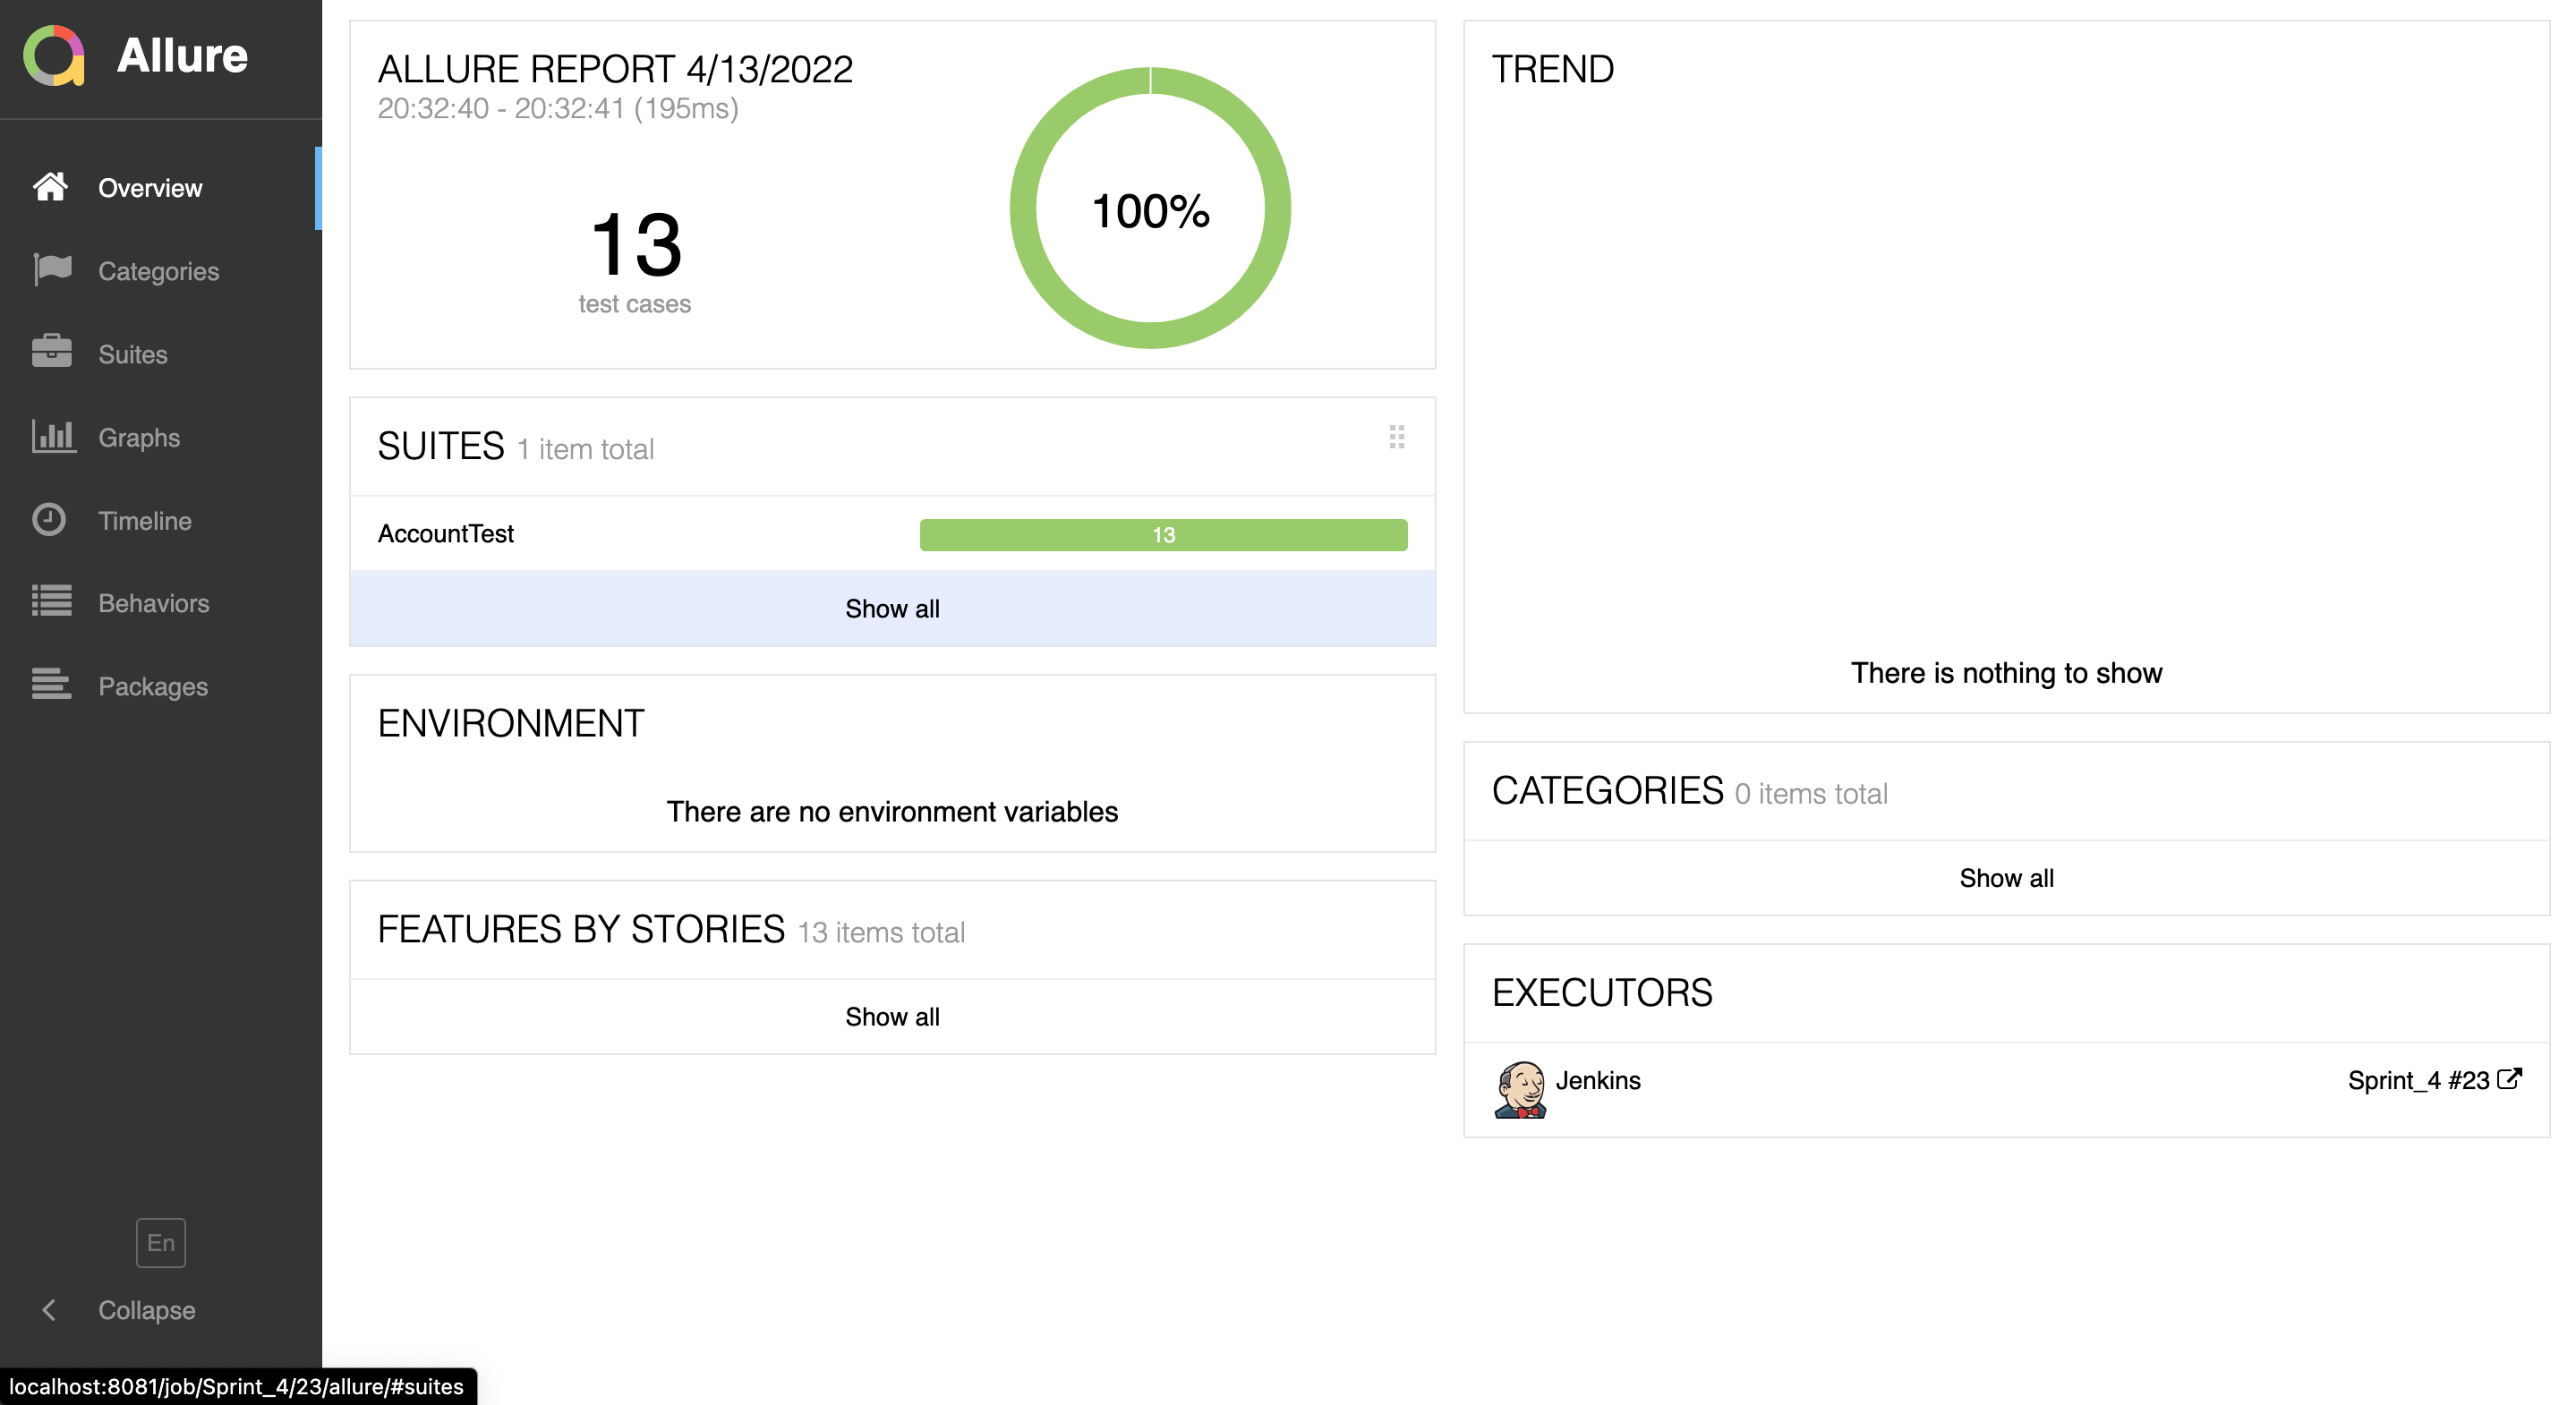 Allure
Overview
Categories
Suites
Graphs
Timeline
Behaviors
Packages
En
Collapse
localhost:8081/job/Sprint_4/23/allure/#suites
ALLURE REPORT 4/13/2022
20:32:40 - 20:32:41 (195ms)
13
test cases
100%
SUITES 1 item total
AccountTest 13
Show all
ENVIRONMENT
There are no environment variables
FEATURES BY STORIES 13 items total
Show all
TREND
There is nothing to show
CATEGORIES 0 items total
Show all
EXECUTORS
Jenkins Sprint_4 #23